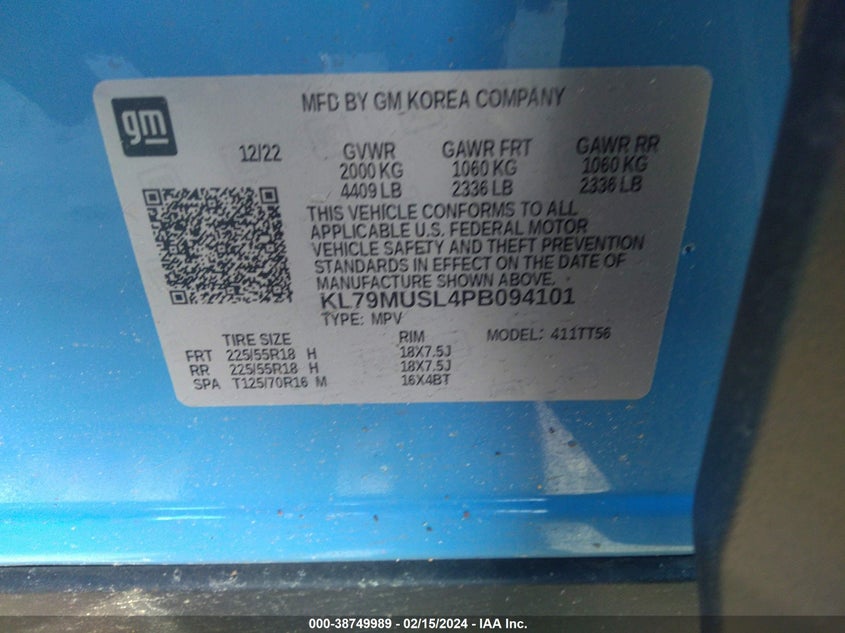 gm
MFD BY GM KOREA COMPANY
12/22 GVWR GAWR FRT GAWR RR
2000 KG 1060 KG 1060 KG
4409 LB 2336 LB 2336 LB
THIS VEHICLE CONFORMS TO ALL
APPLICABLE U.S. FEDERAL MOTOR
VEHICLE SAFETY AND THEFT PREVENTION
STANDARDS IN EFFECT ON THE DATE OF
MANUFACTURE SHOWN ABOVE.
KL79MUSL4PB094101
TYPE: MPV
TIRE SIZE RIM MODEL: 411TT56
FRT 225/55R18 H 18X7.5J
RR 225/55R18 H 18X7.5J
SPA T125/70R16 M 16X4BT
000-38749989 - 02/15/2024 - IAA Inc.